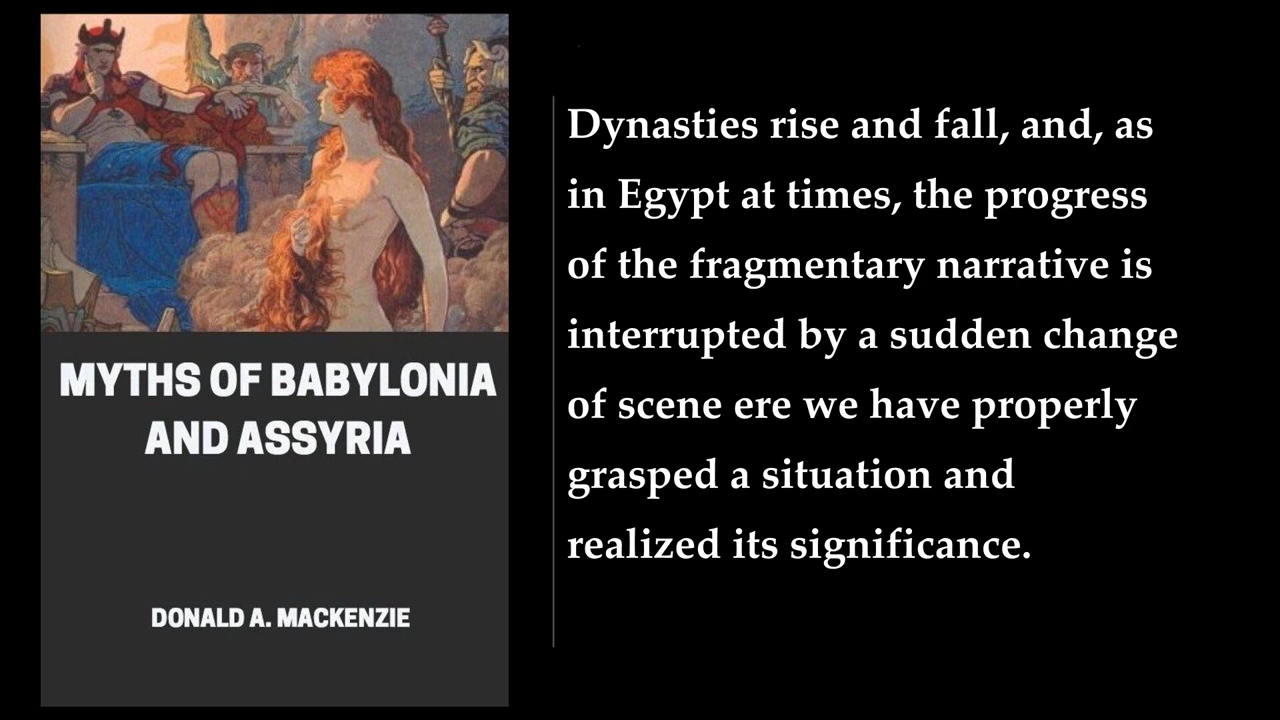 MYTHS OF BABYLONIA
AND ASSYRIA
DONALD A. MACKENZIE
Dynasties rise and fall, and, as
in Egypt at times, the progress
of the fragmentary narrative is
interrupted by a sudden change
of scene ere we have properly
grasped a situation and
realized its significance.